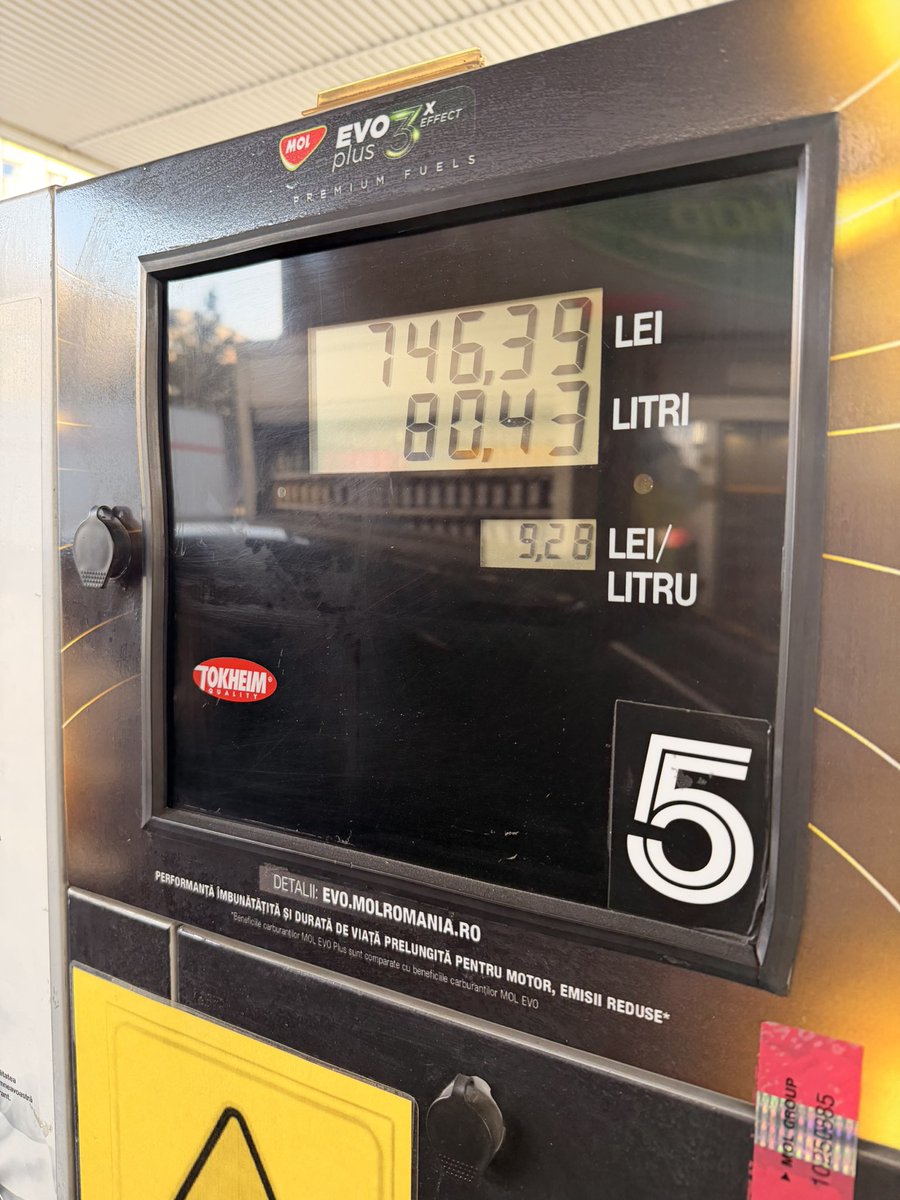 MOL EVO 3X EFFECT
plus
PREMIUM FUELS
746,39 LEI
80,43 LITRI
9,28 LEI/
LITRU
TOKHEIM
QUALITY
5
DETALII: EVO.MOLROMANIA.RO
PERFORMANȚĂ ÎMBUNĂTĂȚITĂ ȘI DURATĂ DE VIAȚĂ PRELUNGITĂ PENTRU MOTOR, EMISII REDUSE*
*Beneficiile carburanților MOL EVO Plus sunt comparate cu beneficiile carburanților MOL EVO
MOL GROUP